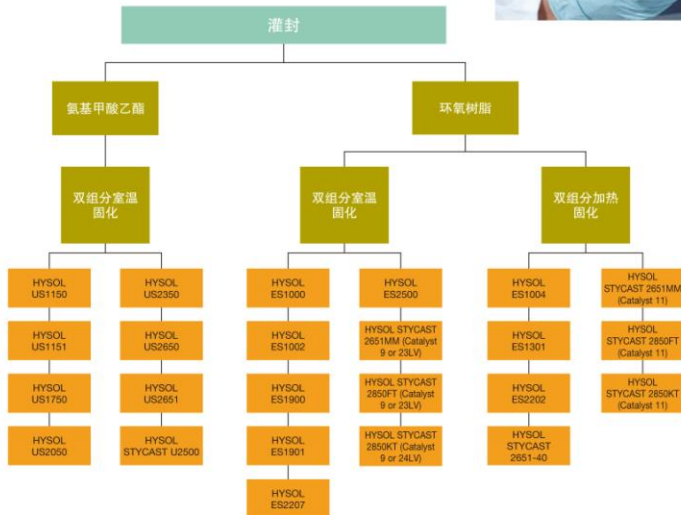 灌封
氨基甲酸乙酯
环氧树脂
双组分室温
固化
双组分室温
固化
双组分加热
固化
HYSOL
US1150
HYSOL
US1151
HYSOL
US1750
HYSOL
US2050
HYSOL
US2350
HYSOL
US2650
HYSOL
US2651
HYSOL
STYCAST U2500
HYSOL
ES1000
HYSOL
ES1002
HYSOL
ES1900
HYSOL
ES1901
HYSOL
ES2207
HYSOL
ES2500
HYSOL STYCAST
2651MM (Catalyst
9 or 23LV)
HYSOL STYCAST
2850FT (Catalyst
9 or 23LV)
HYSOL STYCAST
2850KT (Catalyst
9 or 24LV)
HYSOL
ES1004
HYSOL
ES1301
HYSOL
ES2202
HYSOL
STYCAST
2651-40
HYSOL
STYCAST 2651MM
(Catalyst 11)
HYSOL
STYCAST 2850FT
(Catalyst 11)
HYSOL
STYCAST 2850KT
(Catalyst 11)